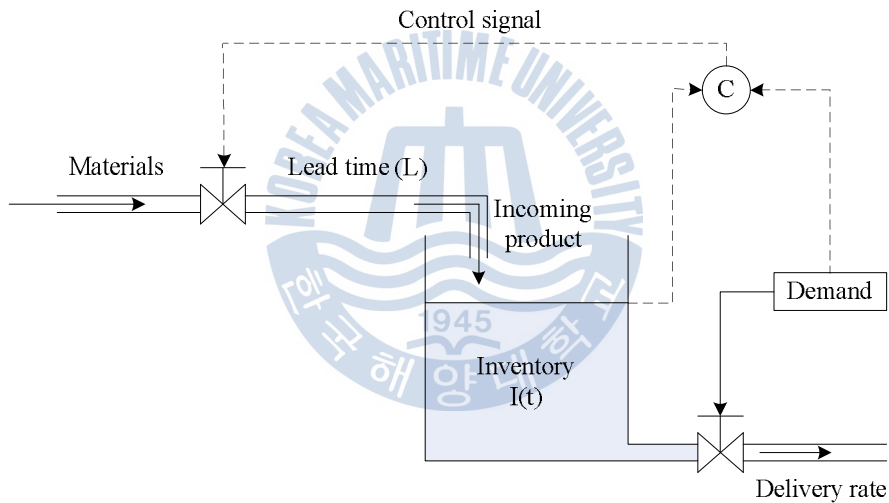 Control signal
C
Materials
Lead time (L)
Incoming
product
Demand
Inventory
I(t)
Delivery rate
KOREA MARITIME UNIVERSITY
1945
한국해양대학교